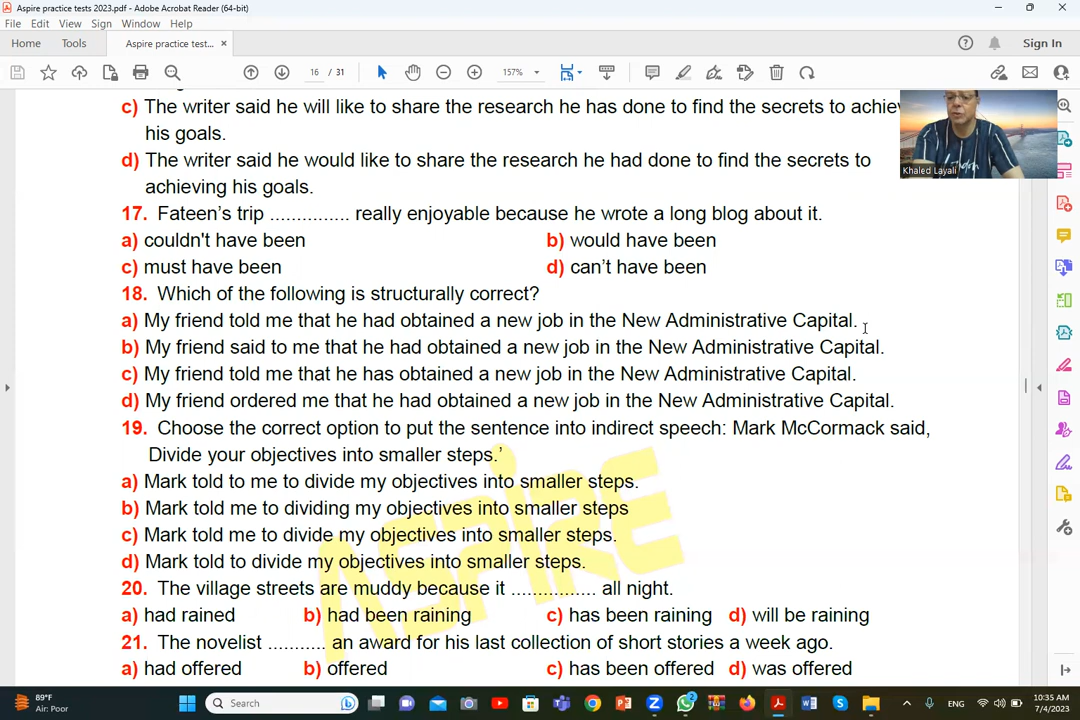 Aspire practice tests 2023.pdf - Adobe Acrobat Reader (64-bit)
File Edit View Sign Window Help
Home Tools Aspire practice test... × Sign In
16 / 31 157%
c) The writer said he will like to share the research he has done to find the secrets to achie
his goals.
Khaled Layali
d) The writer said he would like to share the research he had done to find the secrets to
achieving his goals.
17. Fateen's trip ............... really enjoyable because he wrote a long blog about it.
a) couldn't have been b) would have been
c) must have been d) can't have been
18. Which of the following is structurally correct?
a) My friend told me that he had obtained a new job in the New Administrative Capital.
b) My friend said to me that he had obtained a new job in the New Administrative Capital.
c) My friend told me that he has obtained a new job in the New Administrative Capital.
d) My friend ordered me that he had obtained a new job in the New Administrative Capital.
19. Choose the correct option to put the sentence into indirect speech: Mark McCormack said,
Divide your objectives into smaller steps.'
a) Mark told to me to divide my objectives into smaller steps.
b) Mark told me to dividing my objectives into smaller steps
c) Mark told me to divide my objectives into smaller steps.
d) Mark told to divide my objectives into smaller steps.
ASPIRE
20. The village streets are muddy because it ............... all night.
a) had rained b) had been raining c) has been raining d) will be raining
21. The novelist ........... an award for his last collection of short stories a week ago.
a) had offered b) offered c) has been offered d) was offered
89°F
Air: Poor
Search
ENG
10:35 AM
7/4/2023